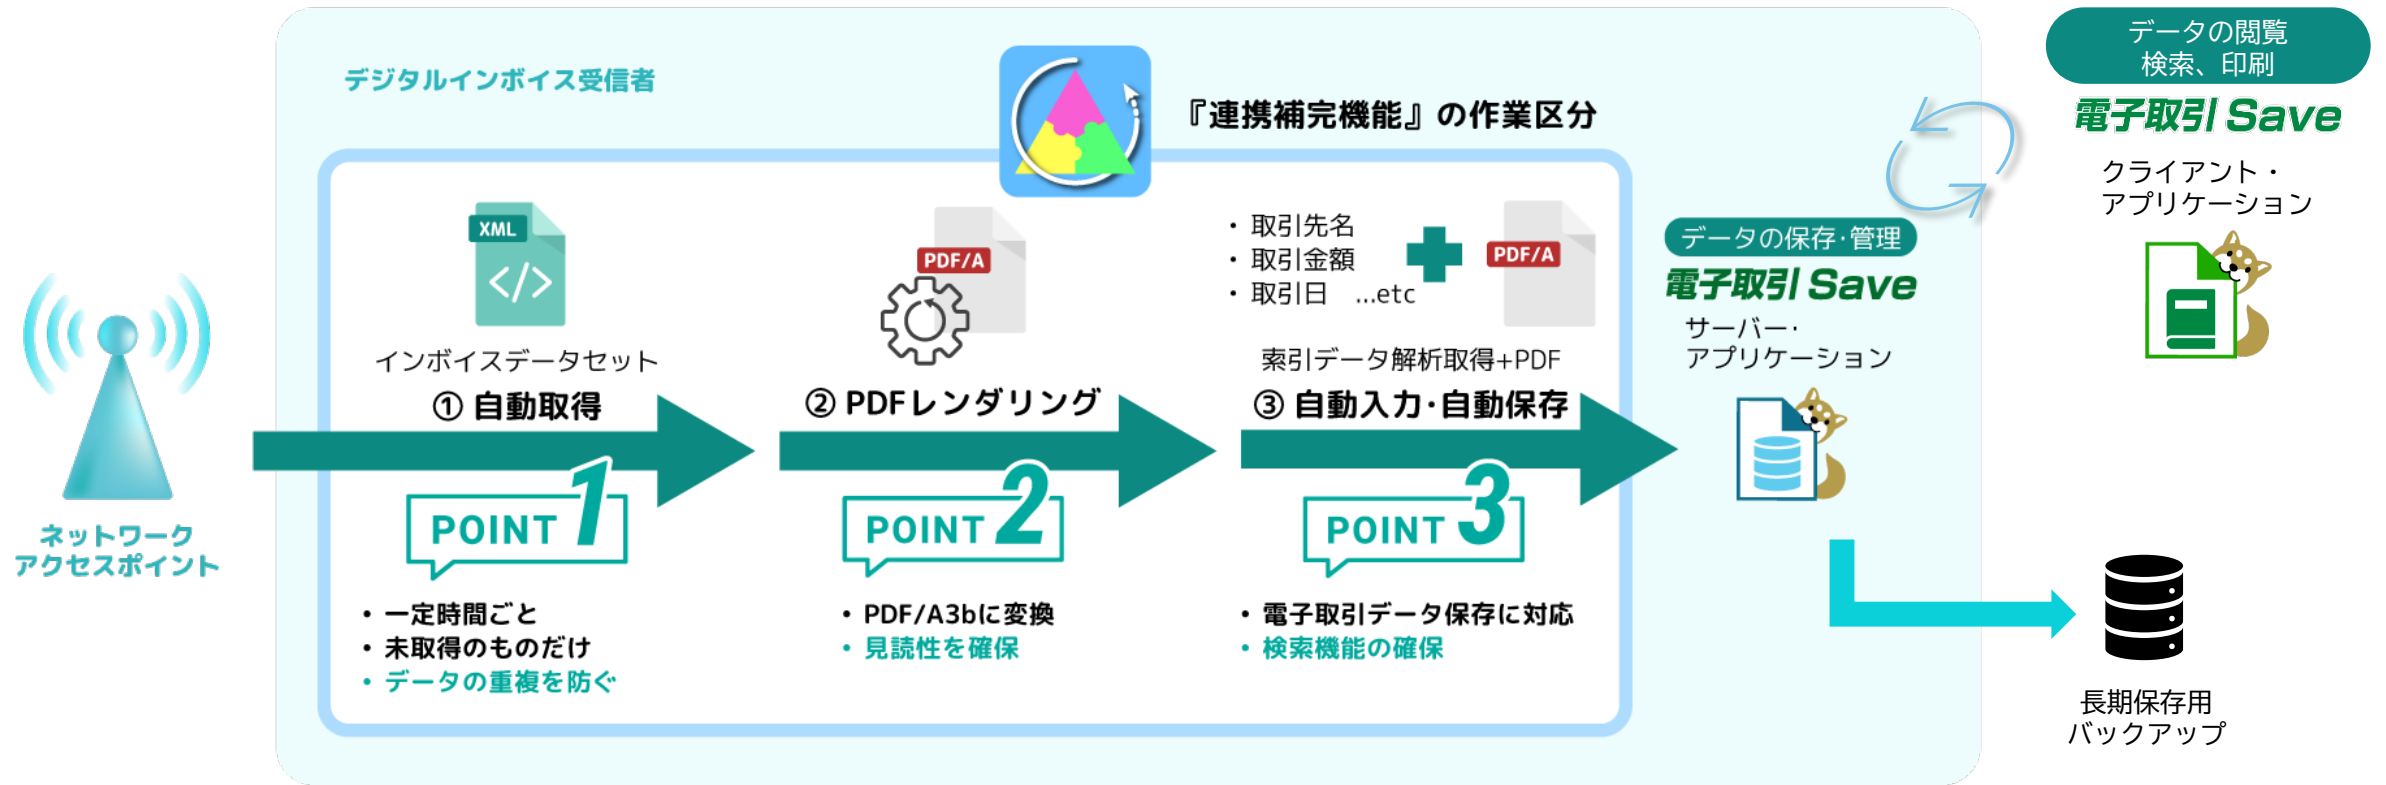 デジタルインボイス受信者
『連携補完機能』の作業区分
ネットワーク
アクセスポイント
XML
</>
インボイスデータセット
① 自動取得
POINT 1
・ 一定時間ごと
・ 未取得のものだけ
・ データの重複を防ぐ
PDF/A
② PDFレンダリング
POINT 2
・ PDF/A3bに変換
・ 見読性を確保
・ 取引先名
・ 取引金額
・ 取引日 …etc
PDF/A
索引データ解析取得+PDF
③ 自動入力・自動保存
POINT 3
・ 電子取引データ保存に対応
・ 検索機能の確保
データの保存・管理
電子取引 Save
サーバー・
アプリケーション
データの閲覧
検索、印刷
電子取引 Save
クライアント・
アプリケーション
長期保存用
バックアップ